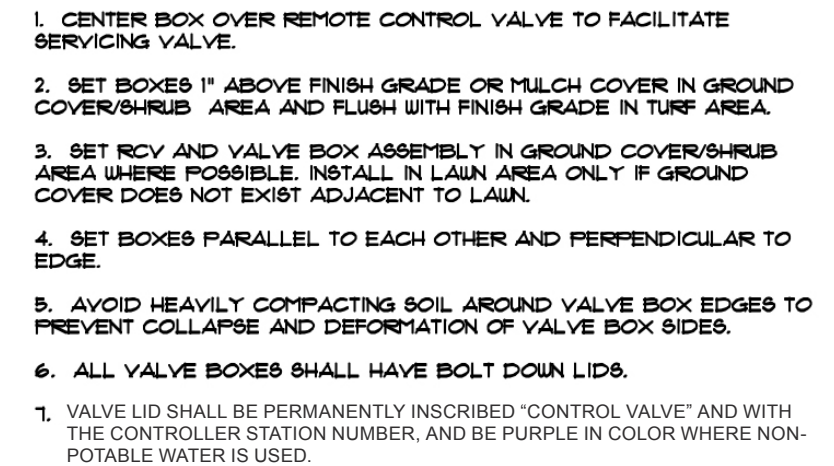 1. CENTER BOX OVER REMOTE CONTROL VALVE TO FACILITATE
SERVICING VALVE.
2. SET BOXES 1" ABOVE FINISH GRADE OR MULCH COVER IN GROUND
COVER/SHRUB AREA AND FLUSH WITH FINISH GRADE IN TURF AREA.
3. SET RCV AND VALVE BOX ASSEMBLY IN GROUND COVER/SHRUB
AREA WHERE POSSIBLE. INSTALL IN LAWN AREA ONLY IF GROUND
COVER DOES NOT EXIST ADJACENT TO LAWN.
4. SET BOXES PARALLEL TO EACH OTHER AND PERPENDICULAR TO
EDGE.
5. AVOID HEAVILY COMPACTING SOIL AROUND VALVE BOX EDGES TO
PREVENT COLLAPSE AND DEFORMATION OF VALVE BOX SIDES.
6. ALL VALVE BOXES SHALL HAVE BOLT DOWN LIDS.
7. VALVE LID SHALL BE PERMANENTLY INSCRIBED “CONTROL VALVE” AND WITH
THE CONTROLLER STATION NUMBER, AND BE PURPLE IN COLOR WHERE NON-
POTABLE WATER IS USED.